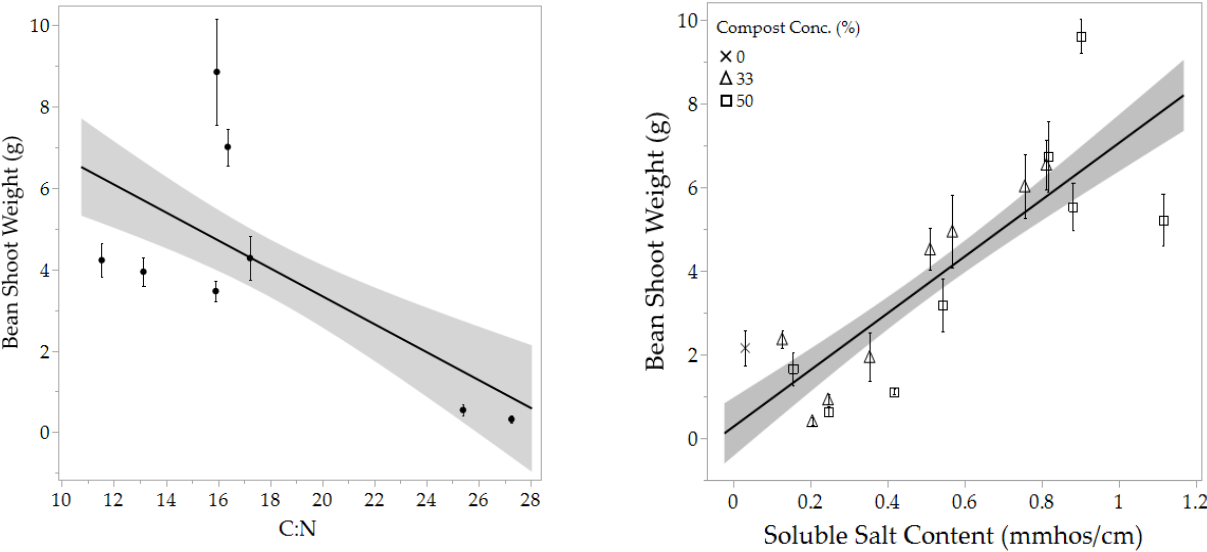 Bean Shoot Weight (g)
10
8
6
4
2
0
10 12 14 16 18 20 22 24 26 28
C:N
Bean Shoot Weight (g)
10
8
6
4
2
0
Compost Conc. (%)
0
33
50
0 0.2 0.4 0.6 0.8 1 1.2
Soluble Salt Content (mmhos/cm)